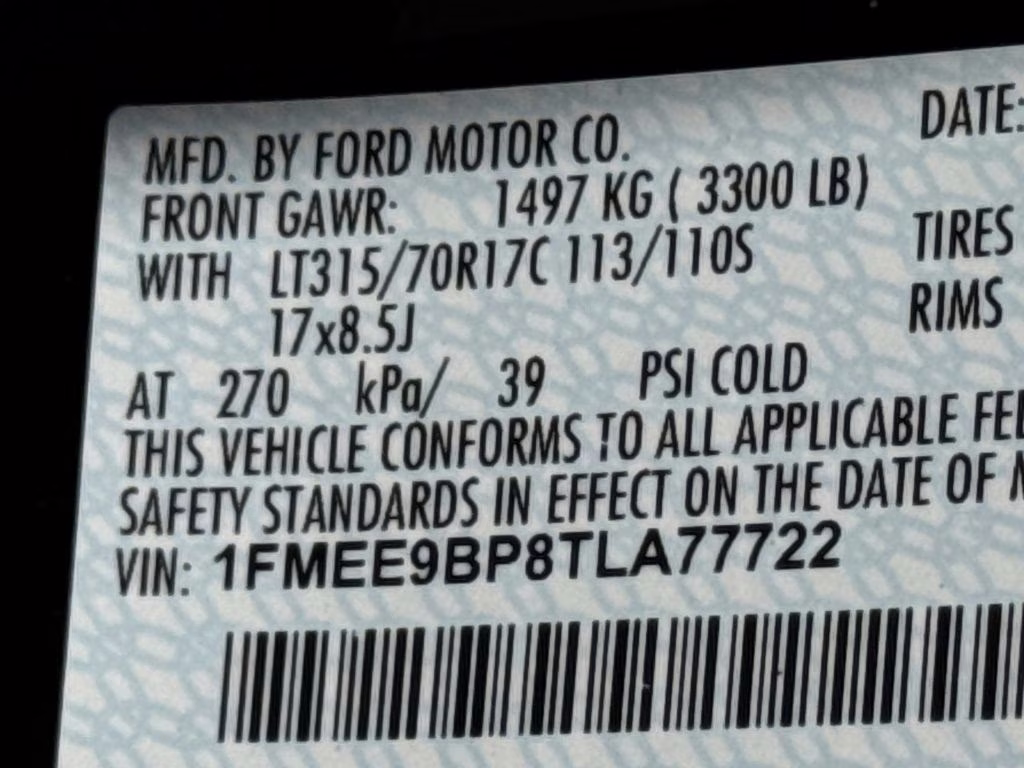 MFD. BY FORD MOTOR CO. DATE:
FRONT GAWR: 1497 KG ( 3300 LB)
WITH LT315/70R17C 113/110S TIRES
17x8.5J RIMS
AT 270 kPa/ 39 PSI COLD
THIS VEHICLE CONFORMS TO ALL APPLICABLE
SAFETY STANDARDS IN EFFECT ON THE DATE OF
VIN: 1FMEE9BP8TLA77722